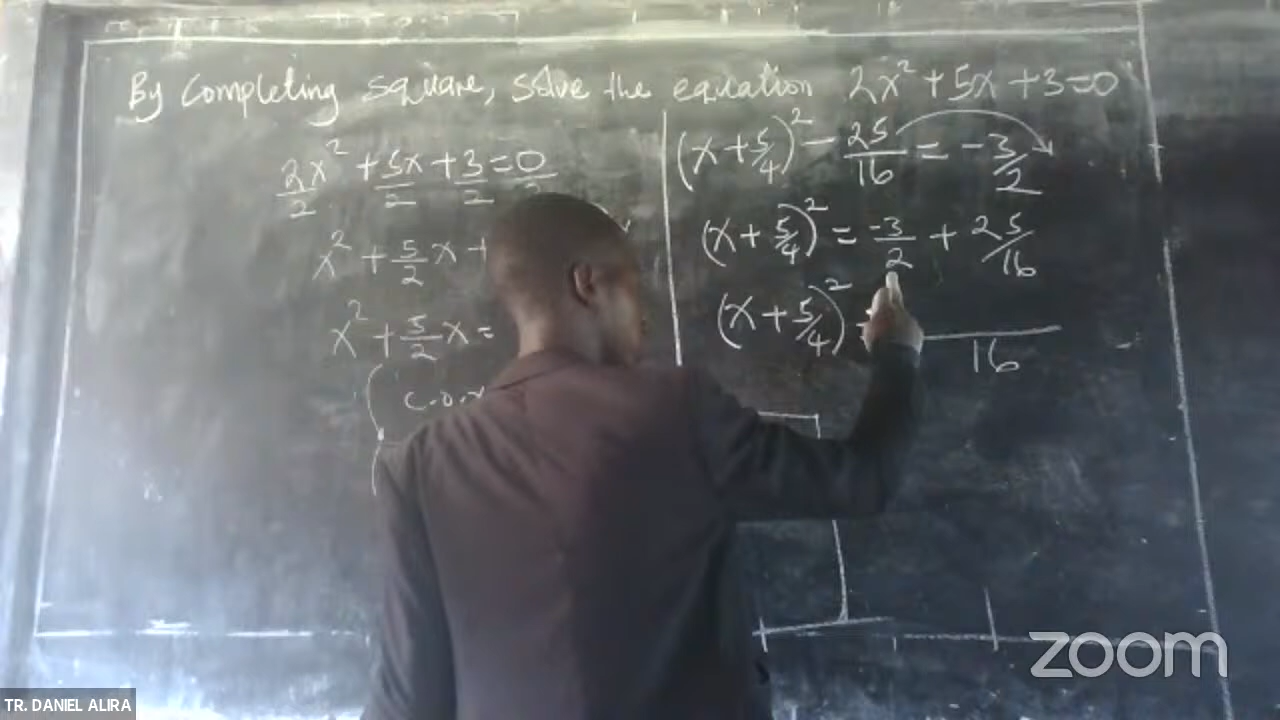 By Completing square, solve the equation 2x² + 5x + 3 = 0
2x²/2 + 5x/2 + 3/2 = 0/2
x² + 5/2 x +
x² + 5/2 x =
(x + 5/4)² - 25/16 = -3/2
(x + 5/4)² = -3/2 + 25/16
(x + 5/4)²
16
zoom
TR. DANIEL ALIRA